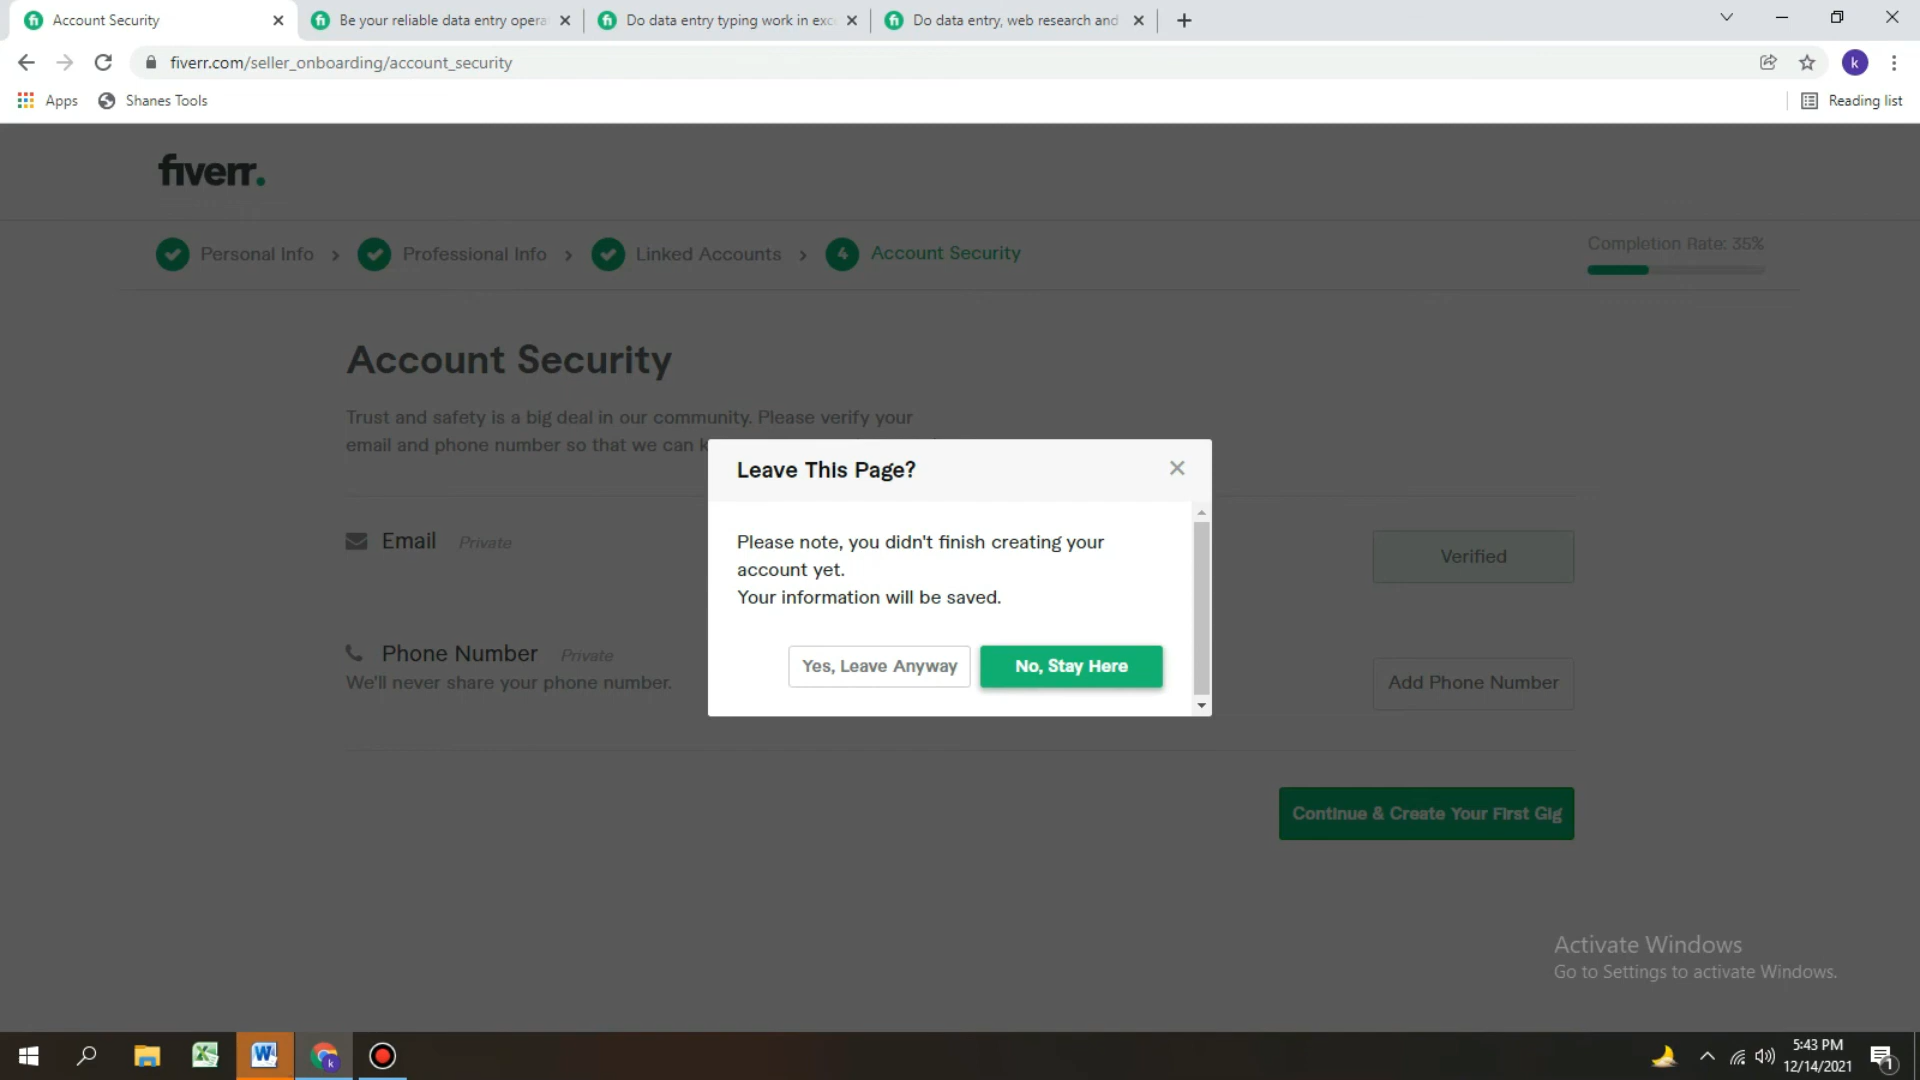 Account Security
Be your reliable data entry opera
Do data entry typing work in exc
Do data entry, web research and
fiverr.com/seller_onboarding/account_security
k
Apps
Shanes Tools
Reading list
fiverr.
Personal Info
Professional Info
Linked Accounts
4 Account Security
Completion Rate: 35%
Account Security
Trust and safety is a big deal in our community. Please verify your
email and phone number so that we can k
Leave This Page?
Please note, you didn't finish creating your
account yet.
Your information will be saved.
Yes, Leave Anyway
No, Stay Here
Email Private
Verified
Phone Number Private
We'll never share your phone number.
Add Phone Number
Continue & Create Your First Gig
Activate Windows
Go to Settings to activate Windows.
5:43 PM
12/14/2021
1